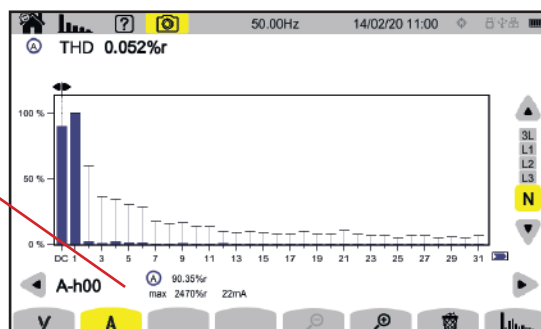 ? 50.00Hz 14/02/20 11:00
A THD 0.052%r
100 %
50 %
0 %
DC 1 3 5 7 9 11 13 15 17 19 21 23 25 27 29 31
3L
L1
L2
L3
N
A-h00
A 90.35%r
max 2470%r 22mA
V A